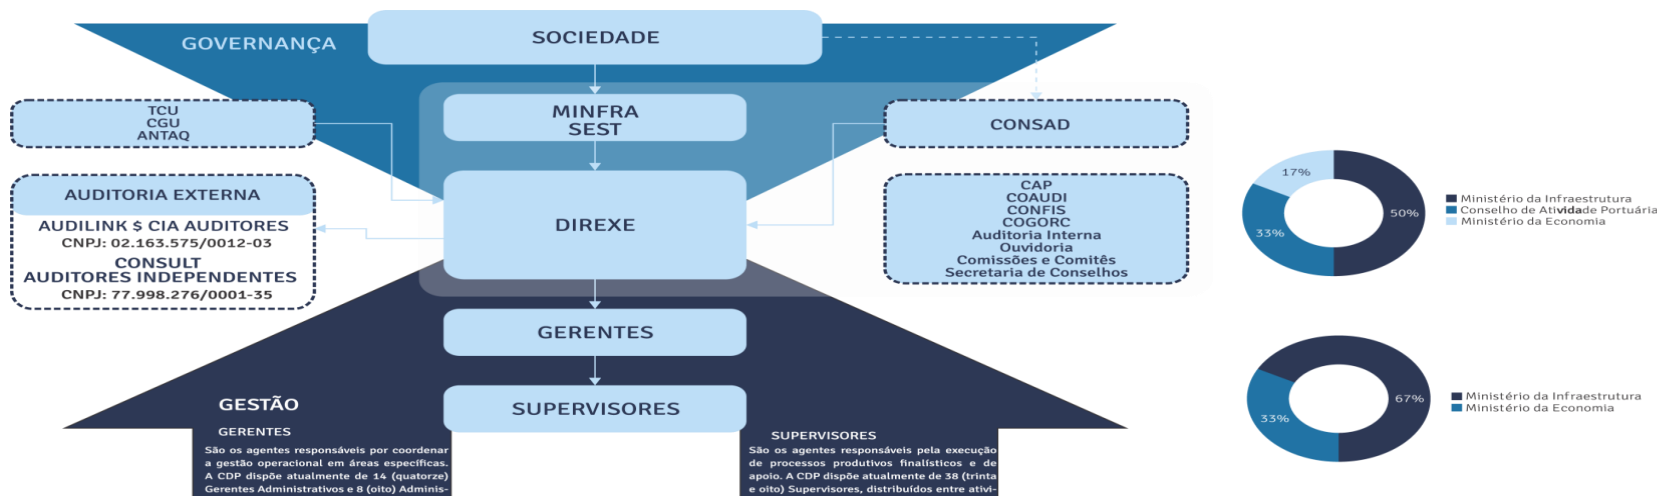 GOVERNANÇA
SOCIEDADE
TCU
CGU
ANTAQ
MINFRA
SEST
CONSAD
AUDITORIA EXTERNA
AUDILINK $ CIA AUDITORES
CNPJ: 02.163.575/0012-03
CONSULT
AUDITORES INDEPENDENTES
CNPJ: 77.998.276/0001-35
DIREXE
CAP
COAUDI
CONFIS
COGORC
Auditoria Interna
Ouvidoria
Comissões e Comitês
Secretaria de Conselhos
GERENTES
SUPERVISORES
GESTÃO
GERENTES
São os agentes responsáveis por coordenar
a gestão operacional em áreas específicas.
A CDP dispõe atualmente de 14 (quatorze)
Gerentes Administrativos e 8 (oito) Adminis-
SUPERVISORES
São os agentes responsáveis pela execução
de processos produtivos finalísticos e de
apoio. A CDP dispõe atualmente de 38 (trinta
e oito) Supervisores, distribuídos entre ativi-
17%
50%
33%
Ministério da Infraestrutura
Conselho de Atividade Portuária
Ministério da Economia
67%
33%
Ministério da Infraestrutura
Ministério da Economia